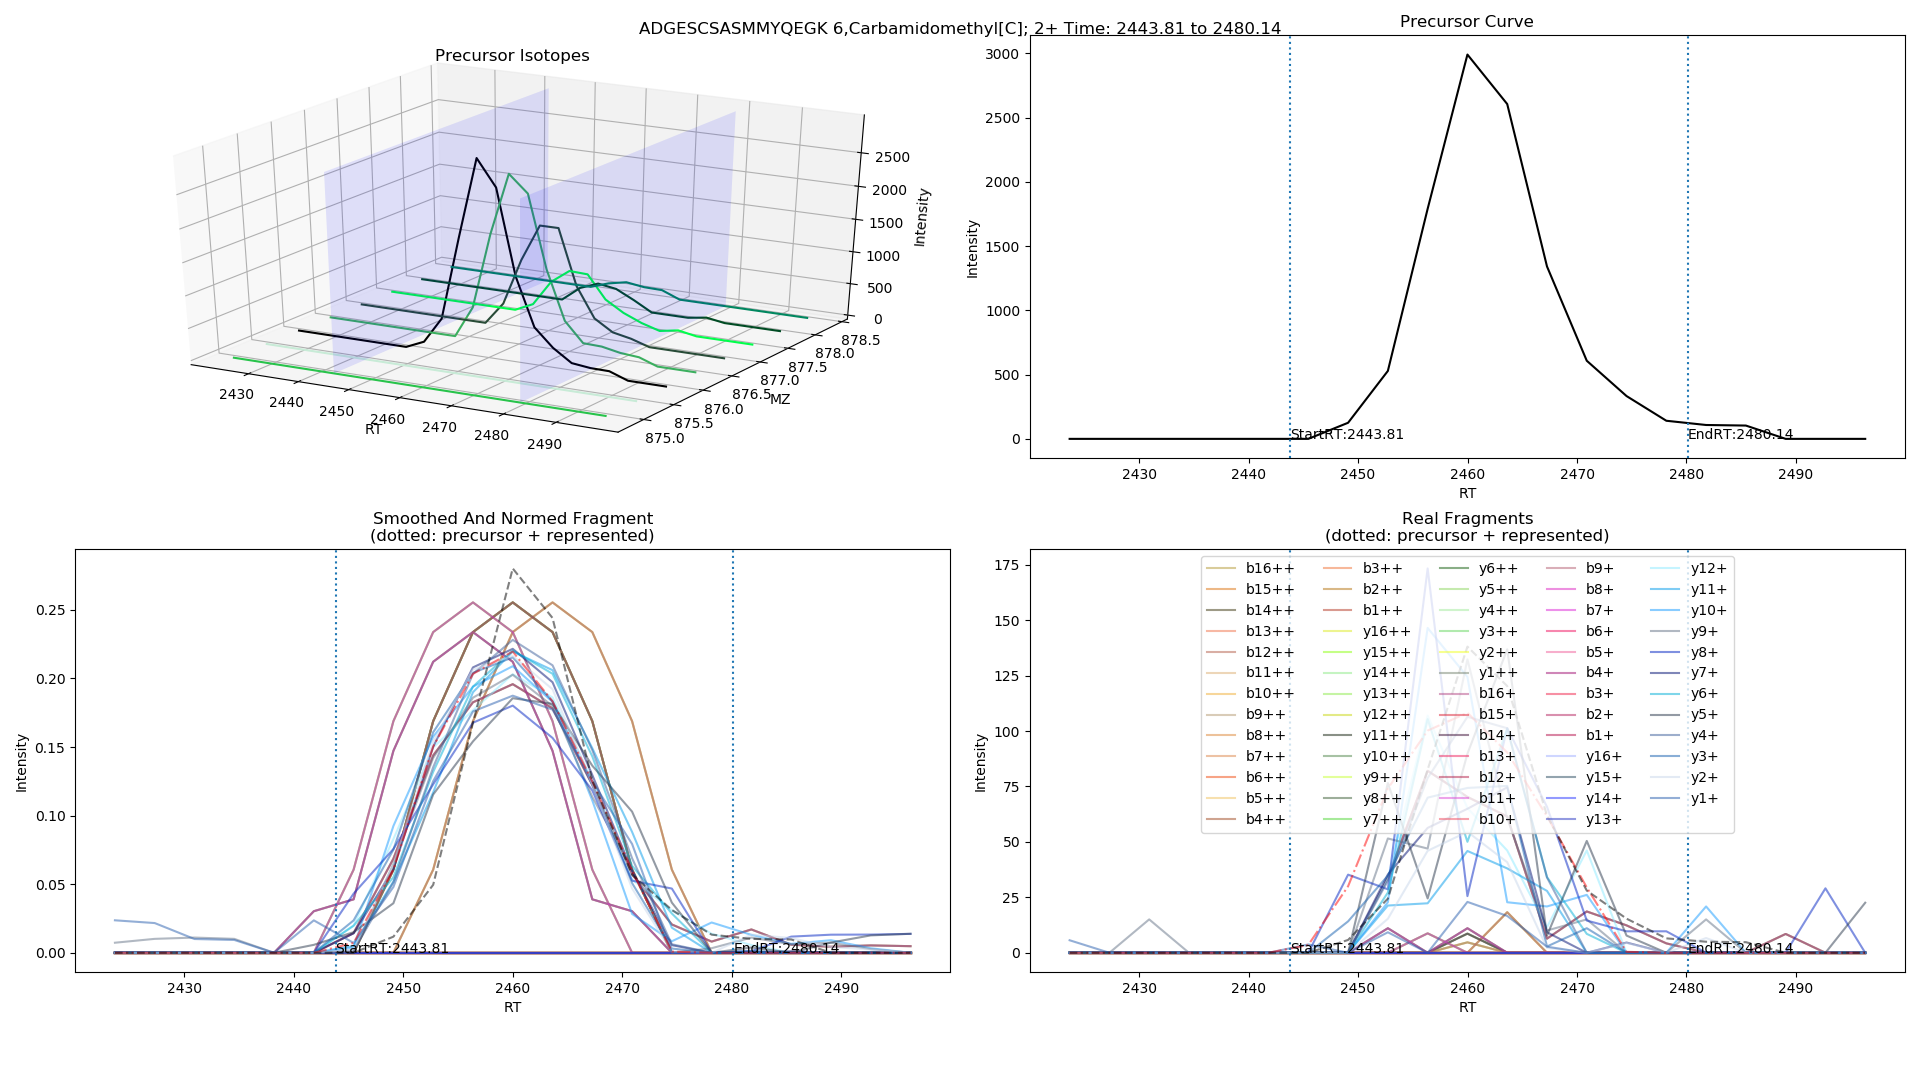 ADGESCSASMMYQEGK 6,Carbamidomethyl[C]; 2+ Time: 2443.81 to 2480.14
Precursor Isotopes
2430 2440 2450 2460 2470 2480 2490
RT
875.0 875.5 876.0 876.5 877.0 877.5 878.0 878.5
MZ
0 500 1000 1500 2000 2500
Intensity
Precursor Curve
3000
2500
2000
1500
1000
500
0
Intensity
StartRT:2443.81 EndRT:2480.14
2430 2440 2450 2460 2470 2480 2490
RT
Smoothed And Normed Fragment
(dotted: precursor + represented)
0.25
0.20
0.15
0.10
0.05
0.00
Intensity
StartRT:2443.81 EndRT:2480.14
2430 2440 2450 2460 2470 2480 2490
RT
Real Fragments
(dotted: precursor + represented)
175
150
125
100
75
50
25
0
Intensity
b16++ b3++ y6++ b9+ y12+
b15++ b2++ y5++ b8+ y11+
b14++ b1++ y4++ b7+ y10+
b13++ y16++ y3++ b6+ y9+
b12++ y15++ y2++ b5+ y8+
b11++ y14++ y1++ b4+ y7+
b10++ y13++ b16+ b3+ y6+
b9++ y12++ b15+ b2+ y5+
b8++ y11++ b14+ b1+ y4+
b7++ y10++ b13+ y16+ y3+
b6++ y9++ b12+ y15+ y2+
b5++ y8++ b11+ y14+ y1+
b4++ y7++ b10+ y13+
StartRT:2443.81 EndRT:2480.14
2430 2440 2450 2460 2470 2480 2490
RT